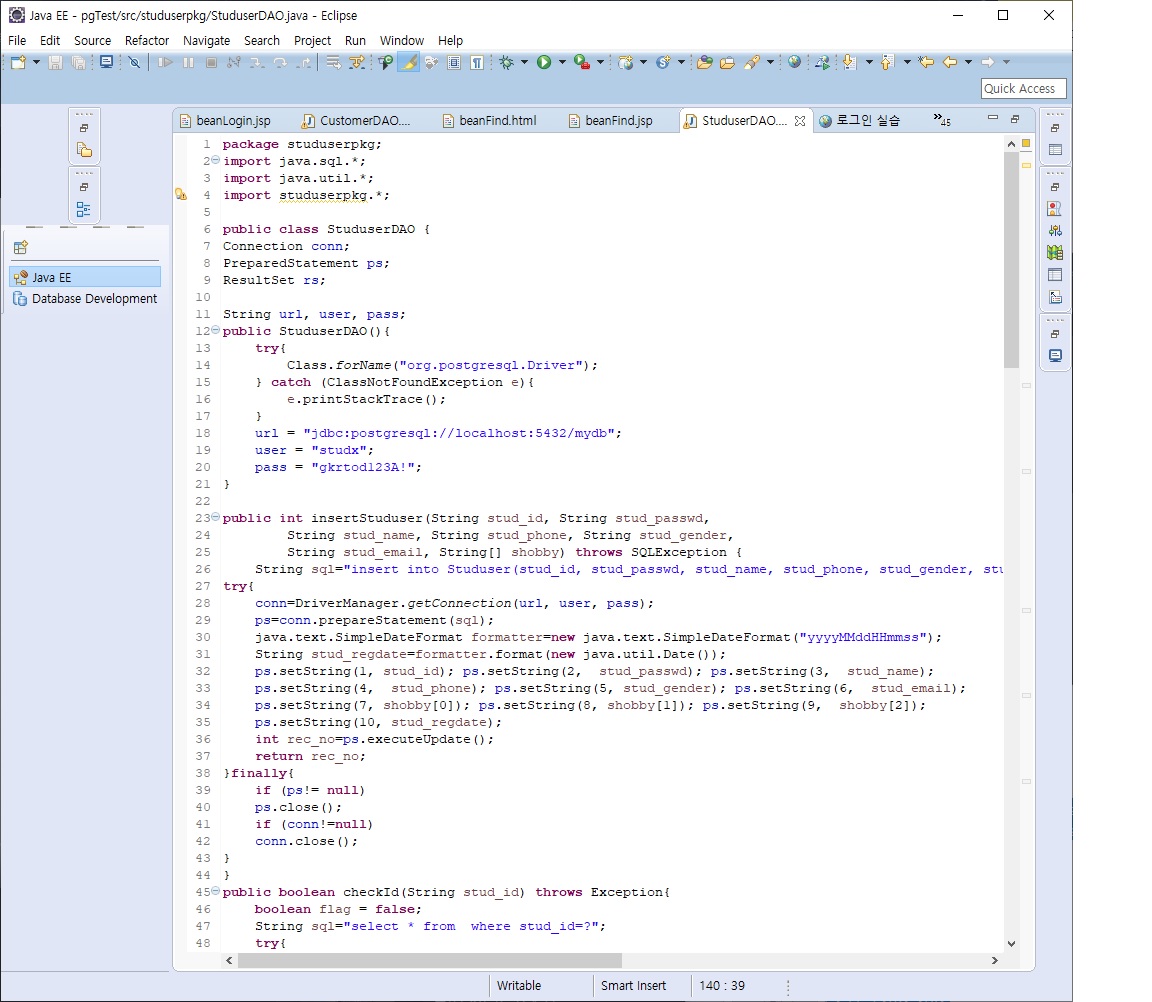 Java EE - pgTest/src/studuserpkg/StuduserDAO.java - Eclipse
File Edit Source Refactor Navigate Search Project Run Window Help
Quick Access
beanLogin.jsp CustomerDAO.... beanFind.html beanFind.jsp StuduserDAO.... 로그인 실습 »45
Java EE
Database Development
1 package studuserpkg;
2 import java.sql.*;
3 import java.util.*;
4 import studuserpkg.*;
5
6 public class StuduserDAO {
7 Connection conn;
8 PreparedStatement ps;
9 ResultSet rs;
10
11 String url, user, pass;
12 public StuduserDAO(){
13     try{
14         Class.forName("org.postgresql.Driver");
15     } catch (ClassNotFoundException e){
16         e.printStackTrace();
17     }
18     url = "jdbc:postgresql://localhost:5432/mydb";
19     user = "studx";
20     pass = "gkrtod123A!";
21 }
22
23 public int insertStuduser(String stud_id, String stud_passwd,
24         String stud_name, String stud_phone, String stud_gender,
25         String stud_email, String[] shobby) throws SQLException {
26     String sql="insert into Studuser(stud_id, stud_passwd, stud_name, stud_phone, stud_gender, stu
27 try{
28     conn=DriverManager.getConnection(url, user, pass);
29     ps=conn.prepareStatement(sql);
30     java.text.SimpleDateFormat formatter=new java.text.SimpleDateFormat("yyyyMMddHHmmss");
31     String stud_regdate=formatter.format(new java.util.Date());
32     ps.setString(1, stud_id); ps.setString(2,  stud_passwd); ps.setString(3,  stud_name);
33     ps.setString(4,  stud_phone); ps.setString(5, stud_gender); ps.setString(6,  stud_email);
34     ps.setString(7, shobby[0]); ps.setString(8, shobby[1]); ps.setString(9,  shobby[2]);
35     ps.setString(10, stud_regdate);
36     int rec_no=ps.executeUpdate();
37     return rec_no;
38 }finally{
39     if (ps!= null)
40     ps.close();
41     if (conn!=null)
42     conn.close();
43 }
44 }
45 public boolean checkId(String stud_id) throws Exception{
46     boolean flag = false;
47     String sql="select * from  where stud_id=?";
48     try{
Writable Smart Insert 140 : 39